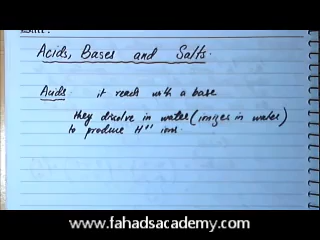 Acids, Bases and Salts.
Acids: it reacts with a base
they disolve in water (ionizes in water)
to produce H⁺ ions.
www.fahadsacademy.com